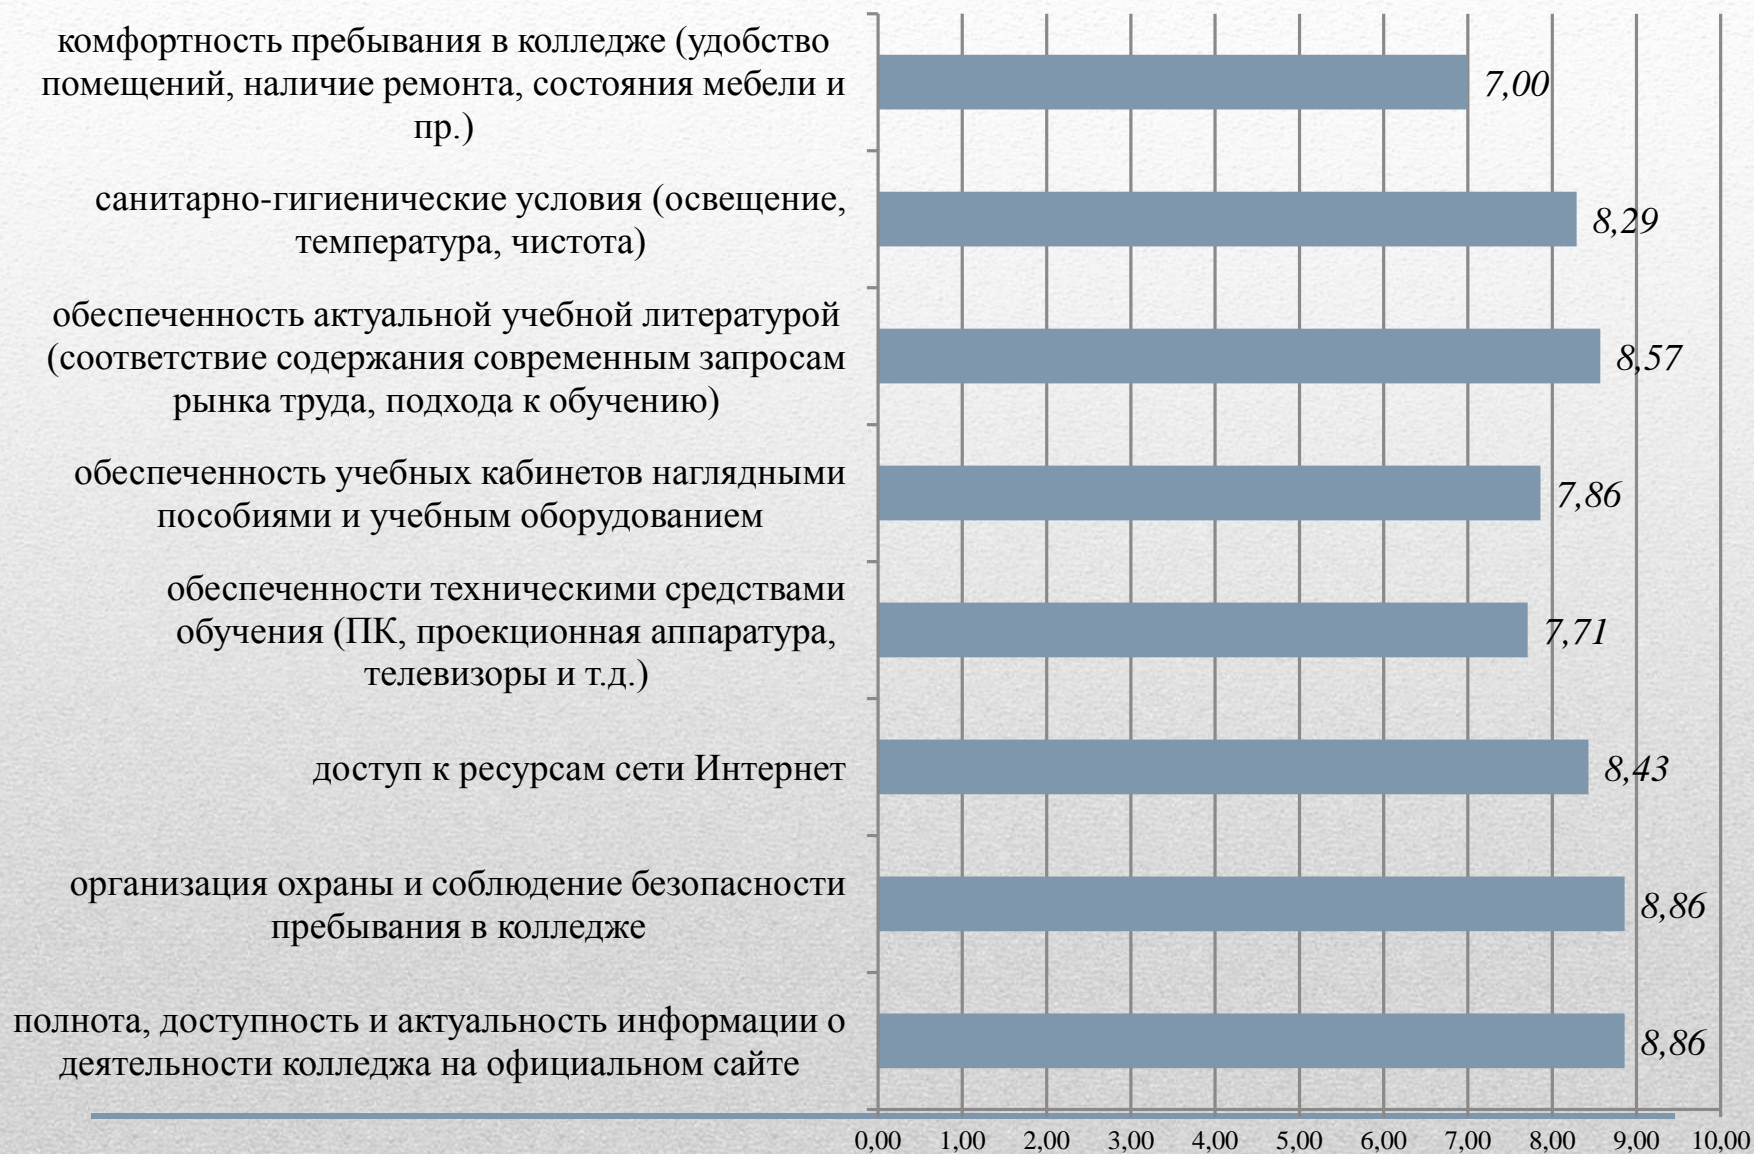 комфортность пребывания в колледже (удобство
помещений, наличие ремонта, состояния мебели и
пр.)
7,00
санитарно-гигиенические условия (освещение,
температура, чистота)
8,29
обеспеченность актуальной учебной литературой
(соответствие содержания современным запросам
рынка труда, подхода к обучению)
8,57
обеспеченность учебных кабинетов наглядными
пособиями и учебным оборудованием
7,86
обеспеченности техническими средствами
обучения (ПК, проекционная аппаратура,
телевизоры и т.д.)
7,71
доступ к ресурсам сети Интернет
8,43
организация охраны и соблюдение безопасности
пребывания в колледже
8,86
полнота, доступность и актуальность информации о
деятельности колледжа на официальном сайте
8,86
0,00 1,00 2,00 3,00 4,00 5,00 6,00 7,00 8,00 9,00 10,00